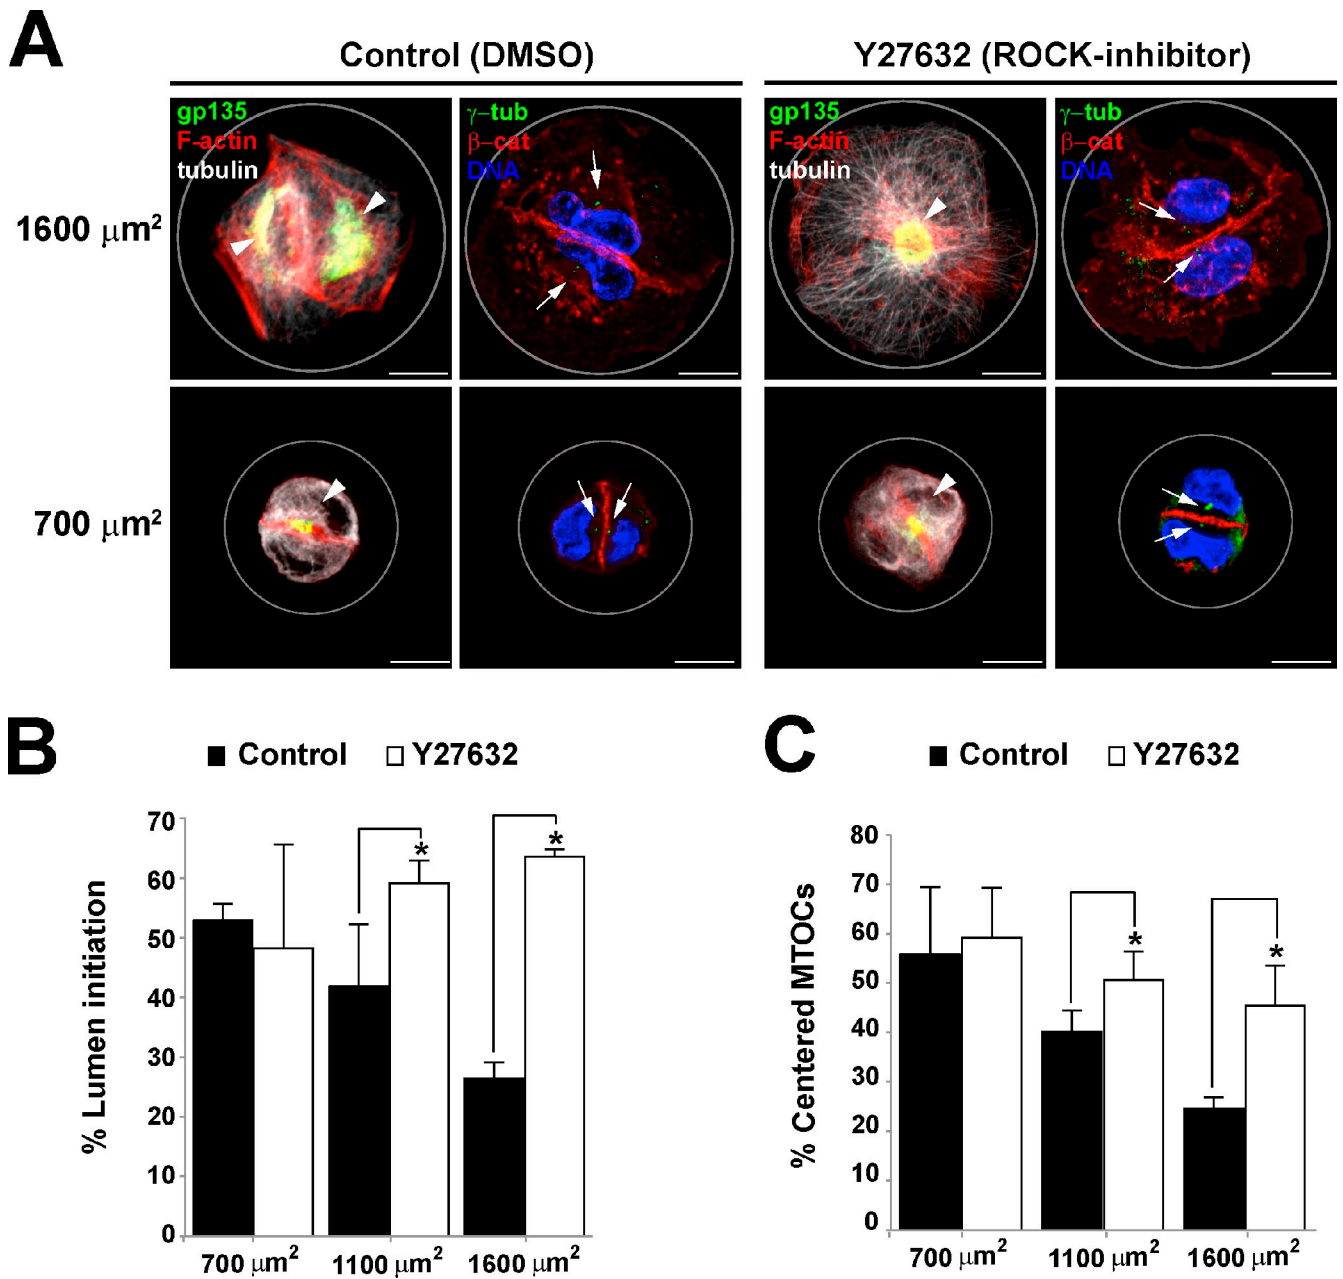 A
Control (DMSO)
Y27632 (ROCK-inhibitor)
gp135
F-actin
tubulin
γ–tub
β–cat
DNA
gp135
F-actin
tubulin
γ–tub
β–cat
DNA
1600 μm²
700 μm²
B
Control
Y27632
% Lumen initiation
70
60
50
40
30
20
10
0
*
*
700 μm²
1100 μm²
1600 μm²
C
Control
Y27632
% Centered MTOCs
80
70
60
50
40
30
20
10
0
*
*
700 μm²
1100 μm²
1600 μm²